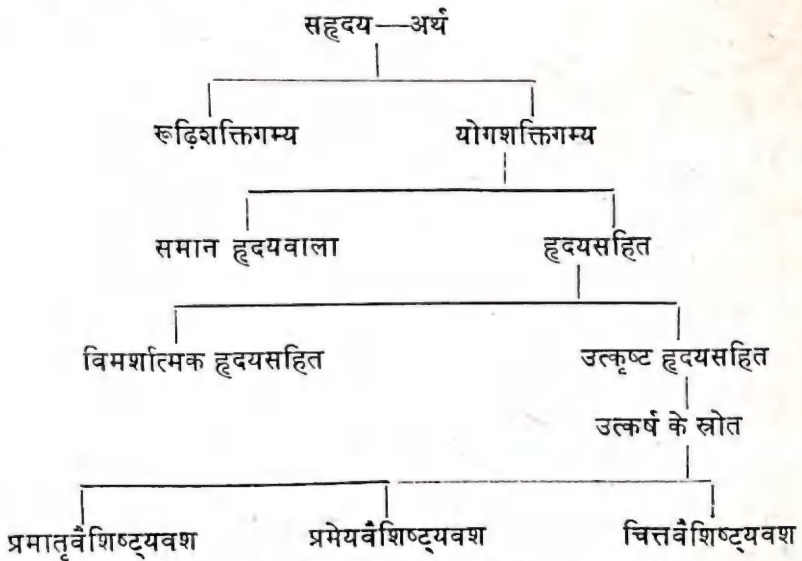 सहृदय—अर्थ
रूढ़िशक्तिगम्य योगशक्तिगम्य
समान हृदयवाला हृदयसहित
विमर्शात्मक हृदयसहित उत्कृष्ट हृदयसहित
उत्कर्ष के स्रोत
प्रमातृवैशिष्ट्यवश प्रमेयवैशिष्ट्यवश चित्तवैशिष्ट्यवश